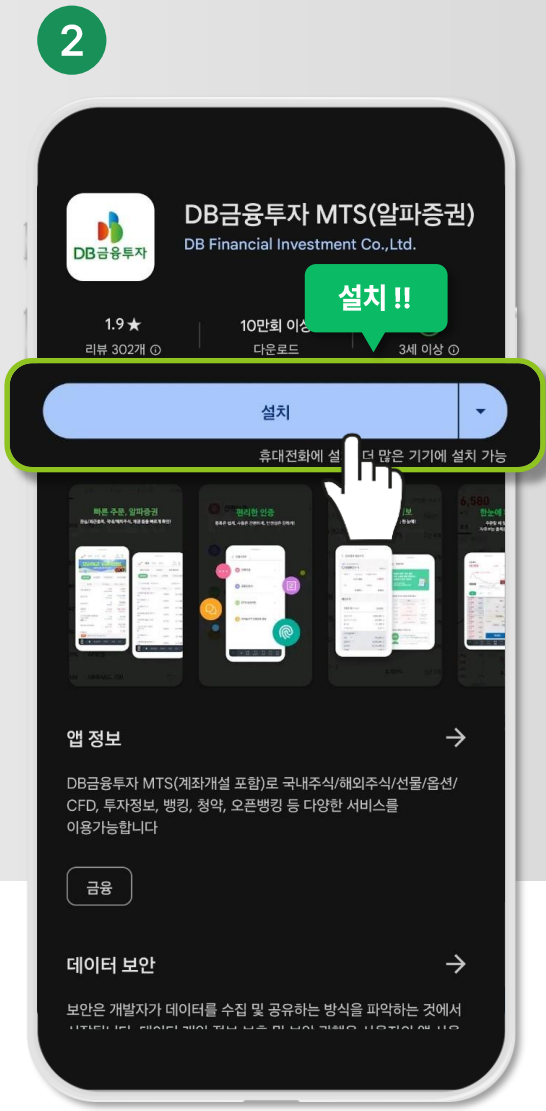 2
DB금융투자 MTS(알파증권)
DB Financial Investment Co.,Ltd.
DB금융투자
설치 !!
1.9★
10만회 이상
리뷰 302개
다운로드
3세 이상
설치
휴대전화에 설 더 많은 기기에 설치 가능
빠른 주문, 알파증권
편리한 인증
6,580
한눈에
앱 정보
DB금융투자 MTS(계좌개설 포함)로 국내주식/해외주식/선물/옵션/
CFD, 투자정보, 뱅킹, 청약, 오픈뱅킹 등 다양한 서비스를
이용가능합니다
금융
데이터 보안
보안은 개발자가 데이터를 수집 및 공유하는 방식을 파악하는 것에서